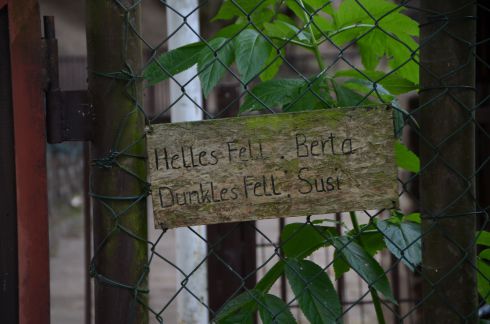 Helles Fell : Berta
Dunkles Fell : Susi